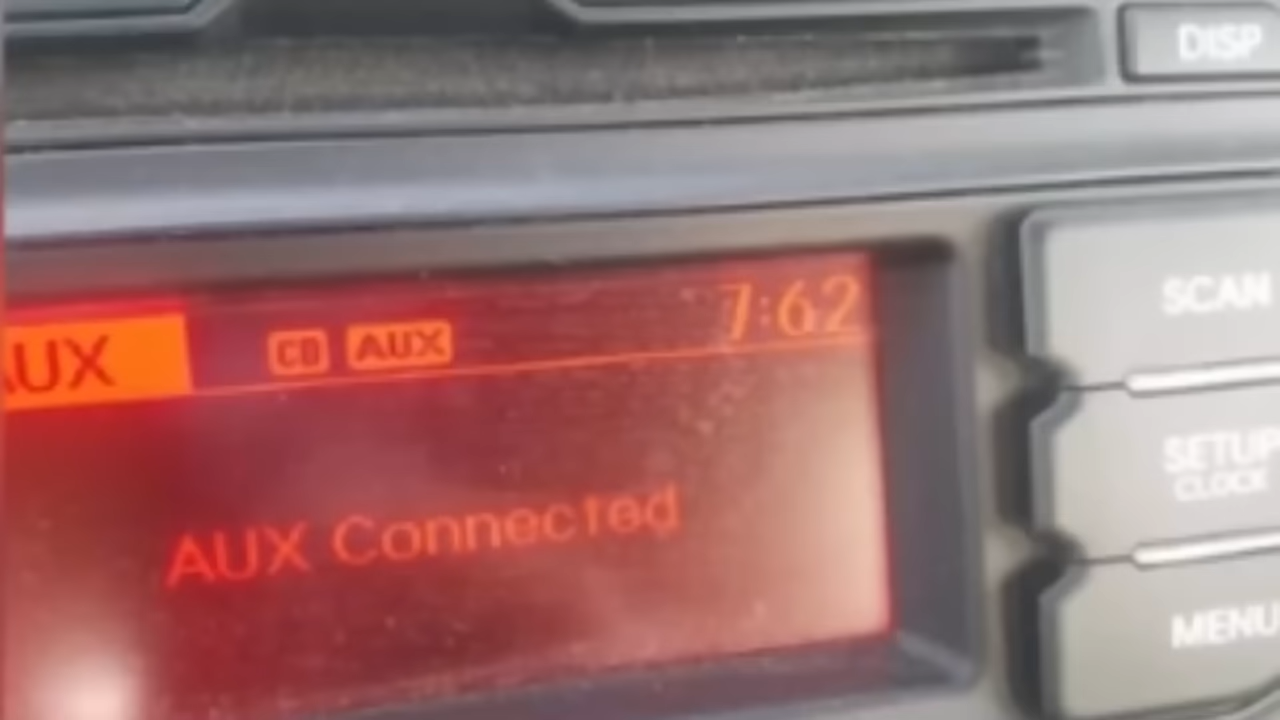 DISP
AUX CD AUX 7:62
SCAN
SETUP
CLOCK
AUX Connected
MENU